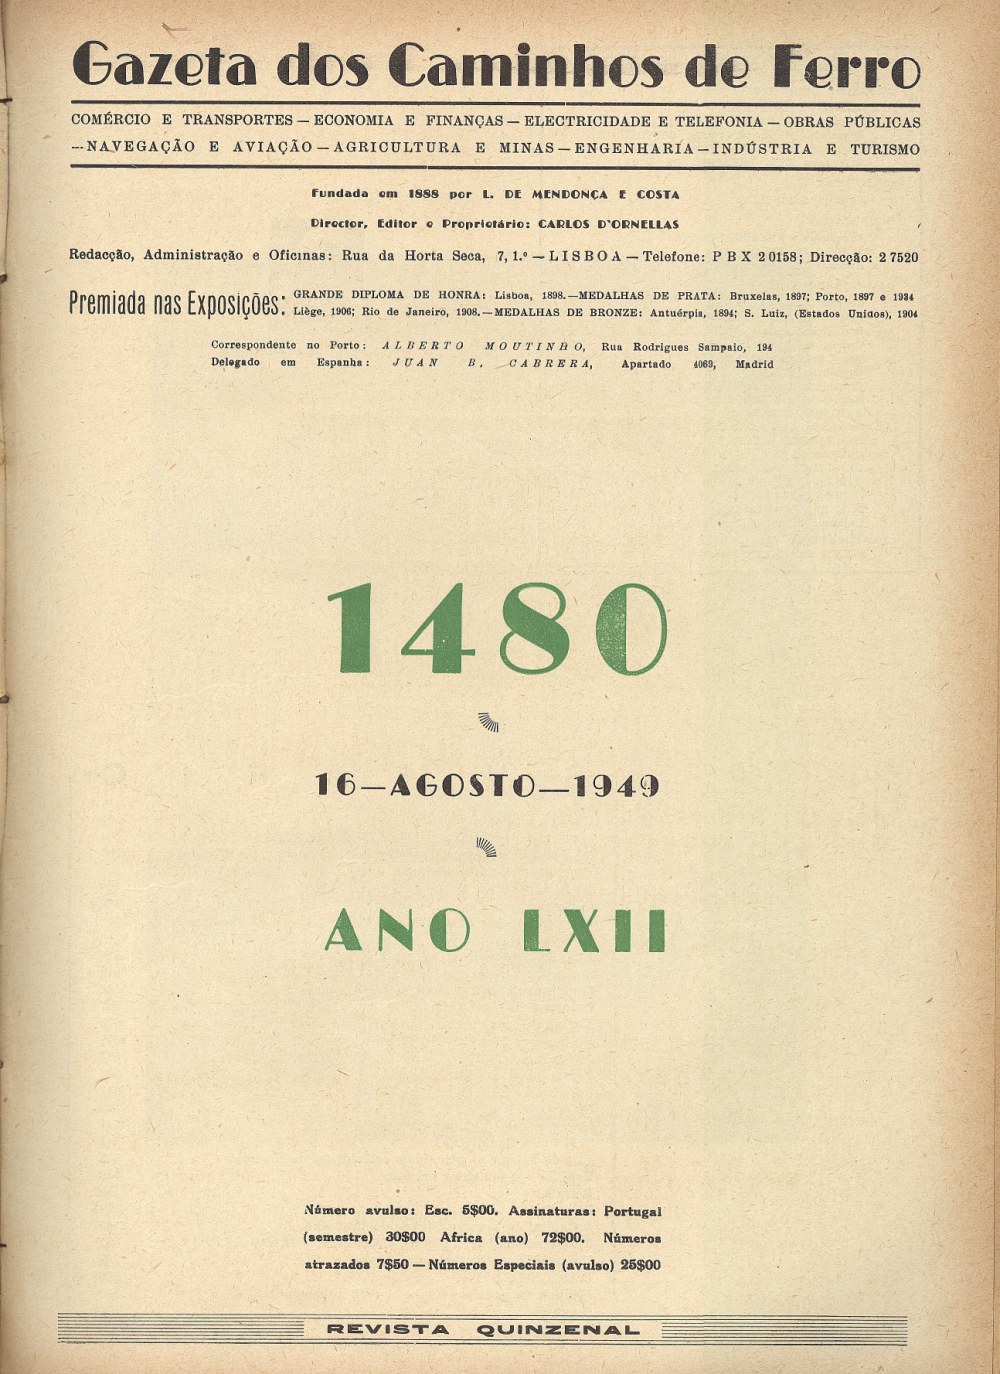 Gazeta dos Caminhos de Ferro
COMÉRCIO E TRANSPORTES — ECONOMIA E FINANÇAS — ELECTRICIDADE E TELEFONIA — OBRAS PÚBLICAS
— NAVEGAÇÃO E AVIAÇÃO — AGRICULTURA E MINAS — ENGENHARIA — INDÚSTRIA E TURISMO
Fundada em 1888 por L. DE MENDONÇA E COSTA
Director, Editor e Proprietário: CARLOS D'ORNELLAS
Redacção, Administração e Oficinas: Rua da Horta Seca, 7, 1.º — LISBOA — Telefone: PBX 20158; Direcção: 27520
Premiada nas Exposições:
GRANDE DIPLOMA DE HONRA: Lisboa, 1898. — MEDALHAS DE PRATA: Bruxelas, 1897; Porto, 1897 e 1934
Liège, 1906; Rio de Janeiro, 1908. — MEDALHAS DE BRONZE: Antuérpia, 1894; S. Luiz, (Estados Unidos), 1904
Correspondente no Porto: ALBERTO MOUTINHO, Rua Rodrigues Sampaio, 194
Delegado em Espanha: JUAN B. CABRERA, Apartado 4069, Madrid
1480
16—AGOSTO—1949
ANO LXII
Número avulso: Esc. 5$00. Assinaturas: Portugal
(semestre) 30$00 Africa (ano) 72$00. Números
atrazados 7$50 — Números Especiais (avulso) 25$00
REVISTA QUINZENAL